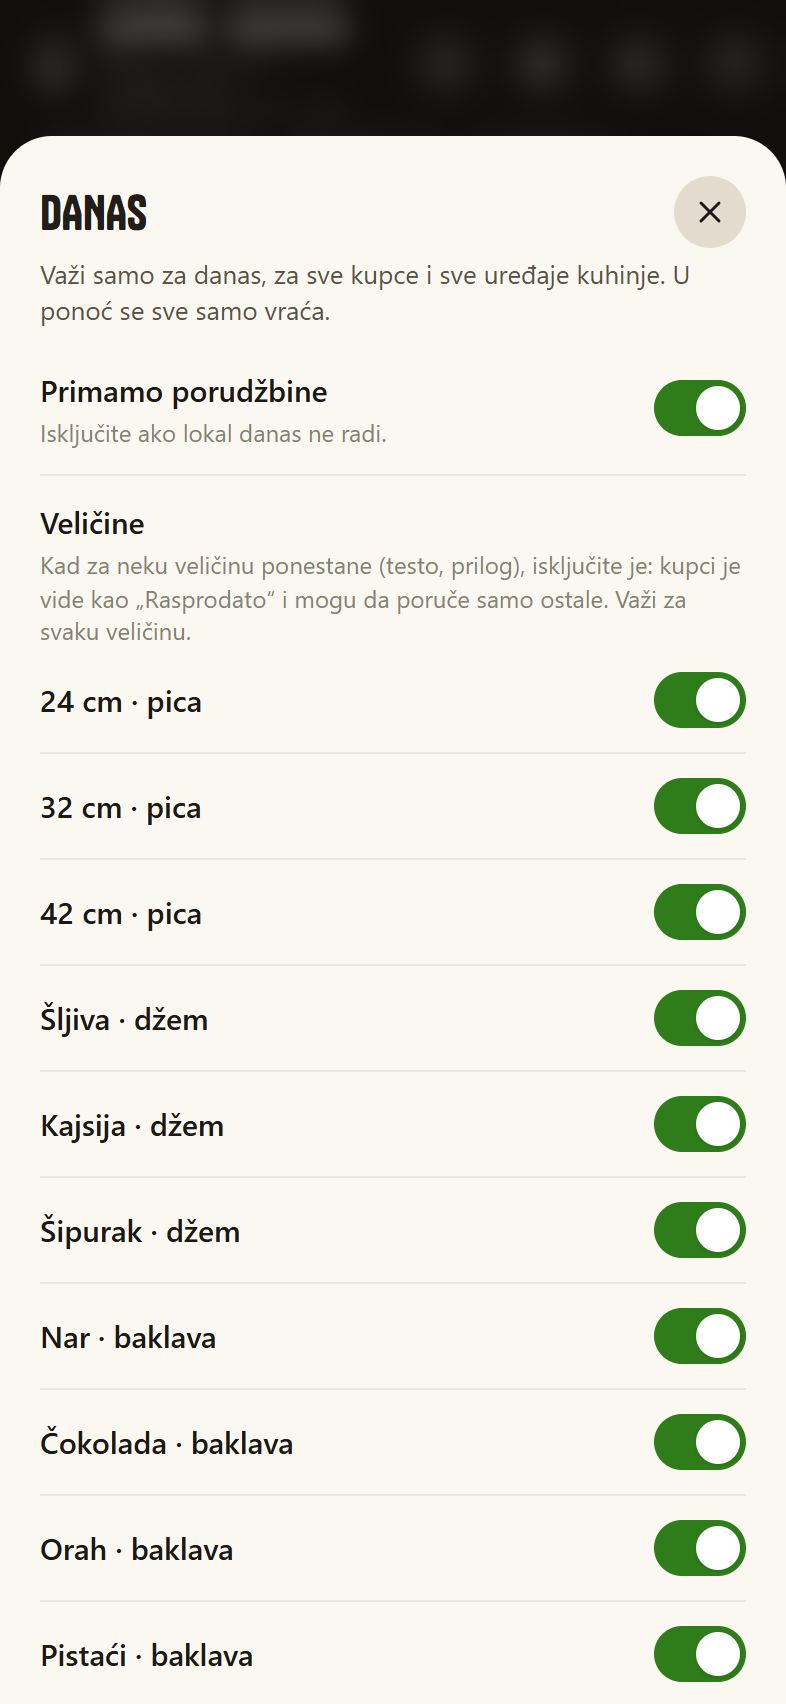 DANAS
Važi samo za danas, za sve kupce i sve uređaje kuhinje. U
ponoć se sve samo vraća.
Primamo porudžbine
Isključite ako lokal danas ne radi.
Veličine
Kad za neku veličinu ponestane (testo, prilog), isključite je: kupci je
vide kao „Rasprodato“ i mogu da poruče samo ostale. Važi za
svaku veličinu.
24 cm · pica
32 cm · pica
42 cm · pica
Šljiva · džem
Kajsija · džem
Šipurak · džem
Nar · baklava
Čokolada · baklava
Orah · baklava
Pistaći · baklava